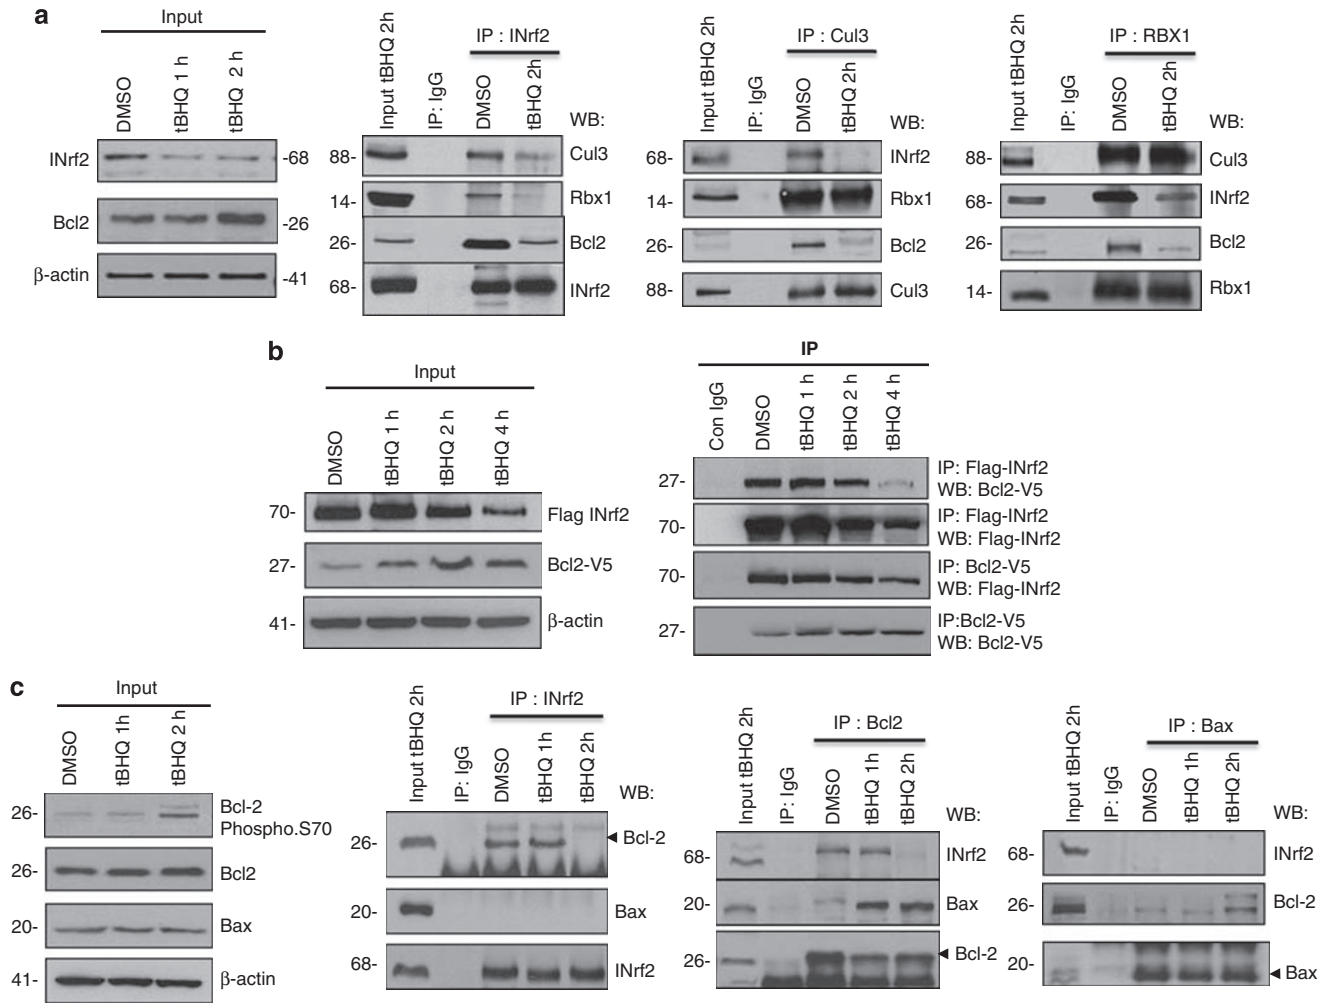 a
Input
DMSO
tBHQ 1 h
tBHQ 2 h
INrf2
-68
Bcl2
-26
β-actin
-41
Input tBHQ 2h
IP: IgG
IP : INrf2
DMSO
tBHQ 2h
WB:
88-
Cul3
14-
Rbx1
26-
Bcl2
68-
INrf2
Input tBHQ 2h
IP: IgG
IP : Cul3
DMSO
tBHQ 2h
WB:
68-
INrf2
14-
Rbx1
26-
Bcl2
88-
Cul3
Input tBHQ 2h
IP: IgG
IP : RBX1
DMSO
tBHQ 2h
WB:
88-
Cul3
68-
INrf2
26-
Bcl2
14-
Rbx1
b
Input
DMSO
tBHQ 1 h
tBHQ 2 h
tBHQ 4 h
70-
Flag INrf2
27-
Bcl2-V5
41-
β-actin
IP
Con IgG
DMSO
tBHQ 1 h
tBHQ 2 h
tBHQ 4 h
27-
IP: Flag-INrf2
WB: Bcl2-V5
70-
IP: Flag-INrf2
WB: Flag-INrf2
70-
IP: Bcl2-V5
WB: Flag-INrf2
27-
IP:Bcl2-V5
WB: Bcl2-V5
c
Input
DMSO
tBHQ 1h
tBHQ 2 h
26-
Bcl-2
Phospho.S70
26-
Bcl2
20-
Bax
41-
β-actin
Input tBHQ 2h
IP: IgG
IP : INrf2
DMSO
tBHQ 1h
tBHQ 2h
WB:
26-
Bcl-2
20-
Bax
68-
INrf2
Input tBHQ 2h
IP: IgG
IP : Bcl2
DMSO
tBHQ 1h
tBHQ 2h
WB:
68-
INrf2
20-
Bax
26-
Bcl-2
Input tBHQ 2h
IP: IgG
IP : Bax
DMSO
tBHQ 1h
tBHQ 2h
WB:
68-
INrf2
26-
Bcl-2
20-
Bax